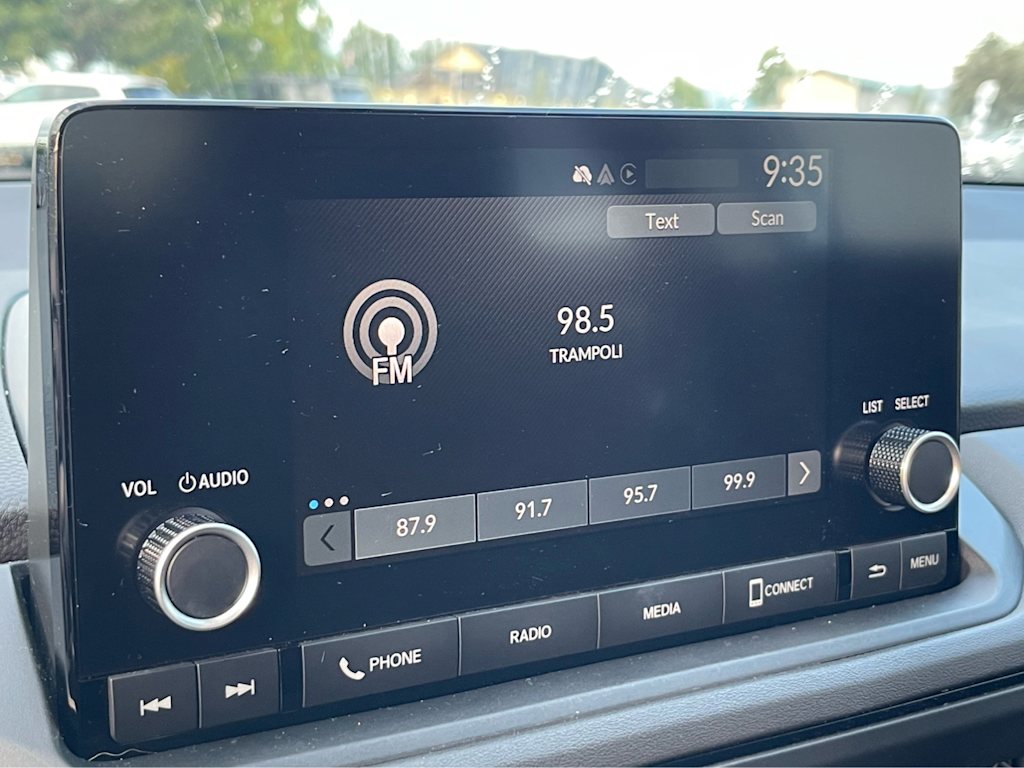 9:35
Text Scan
FM
98.5
TRAMPOLI
LIST SELECT
VOL AUDIO
87.9 91.7 95.7 99.9
PHONE RADIO MEDIA CONNECT MENU